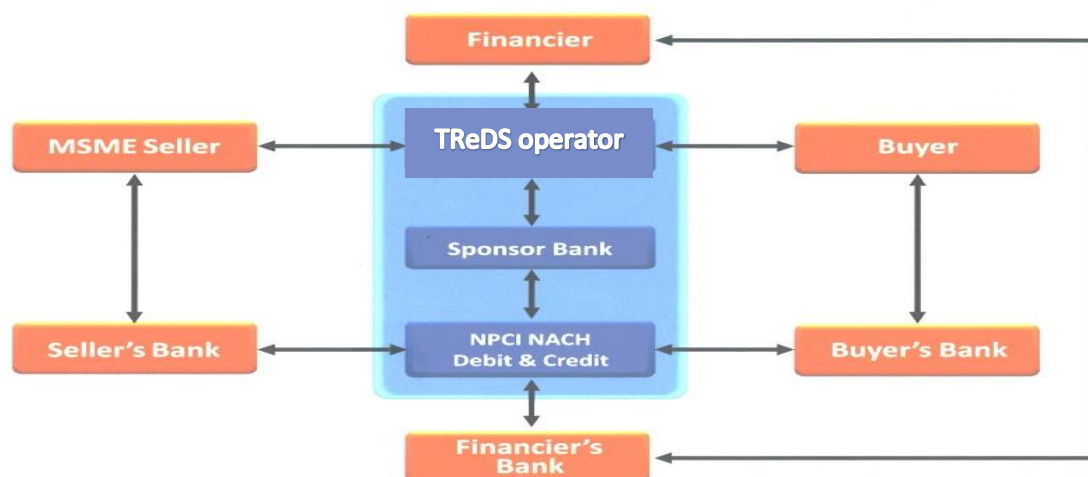 Financier
MSME Seller
TReDS operator
Buyer
Sponsor Bank
Seller's Bank
NPCI NACH
Debit & Credit
Buyer's Bank
Financier's
Bank